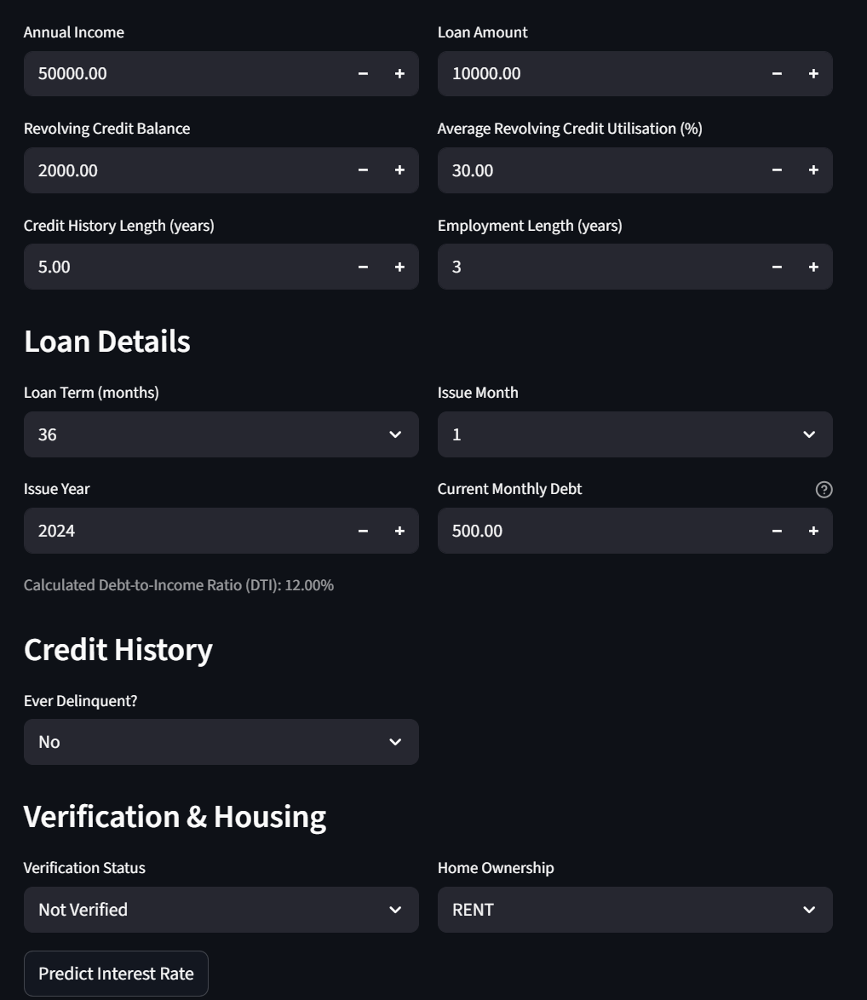 Annual Income
Loan Amount
50000.00
10000.00
Revolving Credit Balance
Average Revolving Credit Utilisation (%)
2000.00
30.00
Credit History Length (years)
Employment Length (years)
5.00
3
Loan Details
Loan Term (months)
Issue Month
36
1
Issue Year
Current Monthly Debt
2024
500.00
Calculated Debt-to-Income Ratio (DTI): 12.00%
Credit History
Ever Delinquent?
No
Verification & Housing
Verification Status
Home Ownership
Not Verified
RENT
Predict Interest Rate